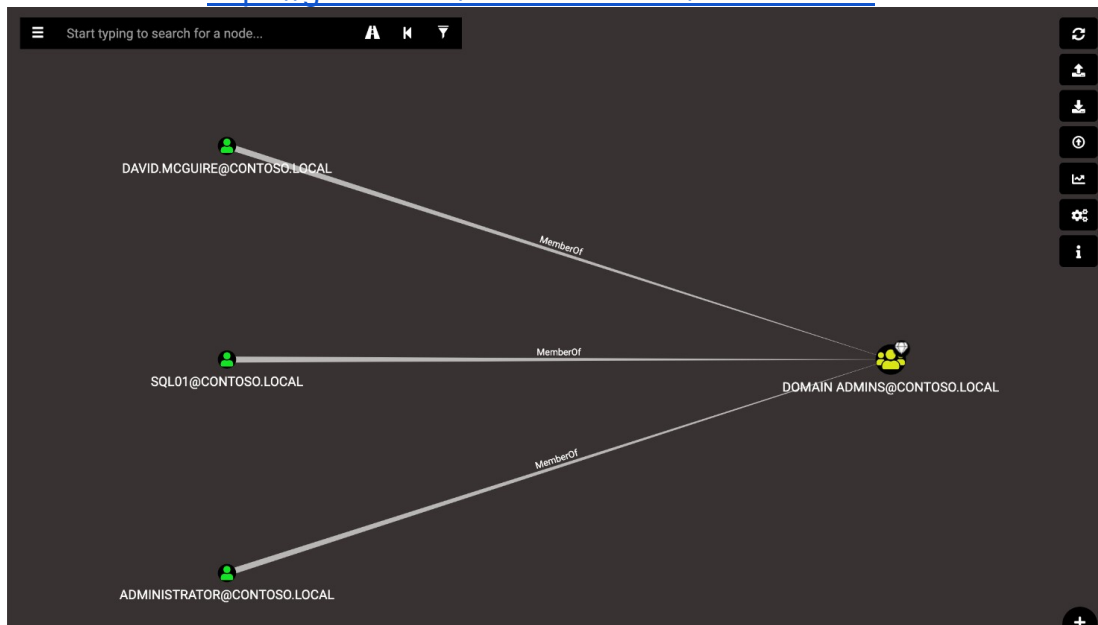 Start typing to search for a node...
DAVID.MCGUIRE@CONTOSO.LOCAL
MemberOf
MemberOf
SQL01@CONTOSO.LOCAL
DOMAIN ADMINS@CONTOSO.LOCAL
MemberOf
ADMINISTRATOR@CONTOSO.LOCAL